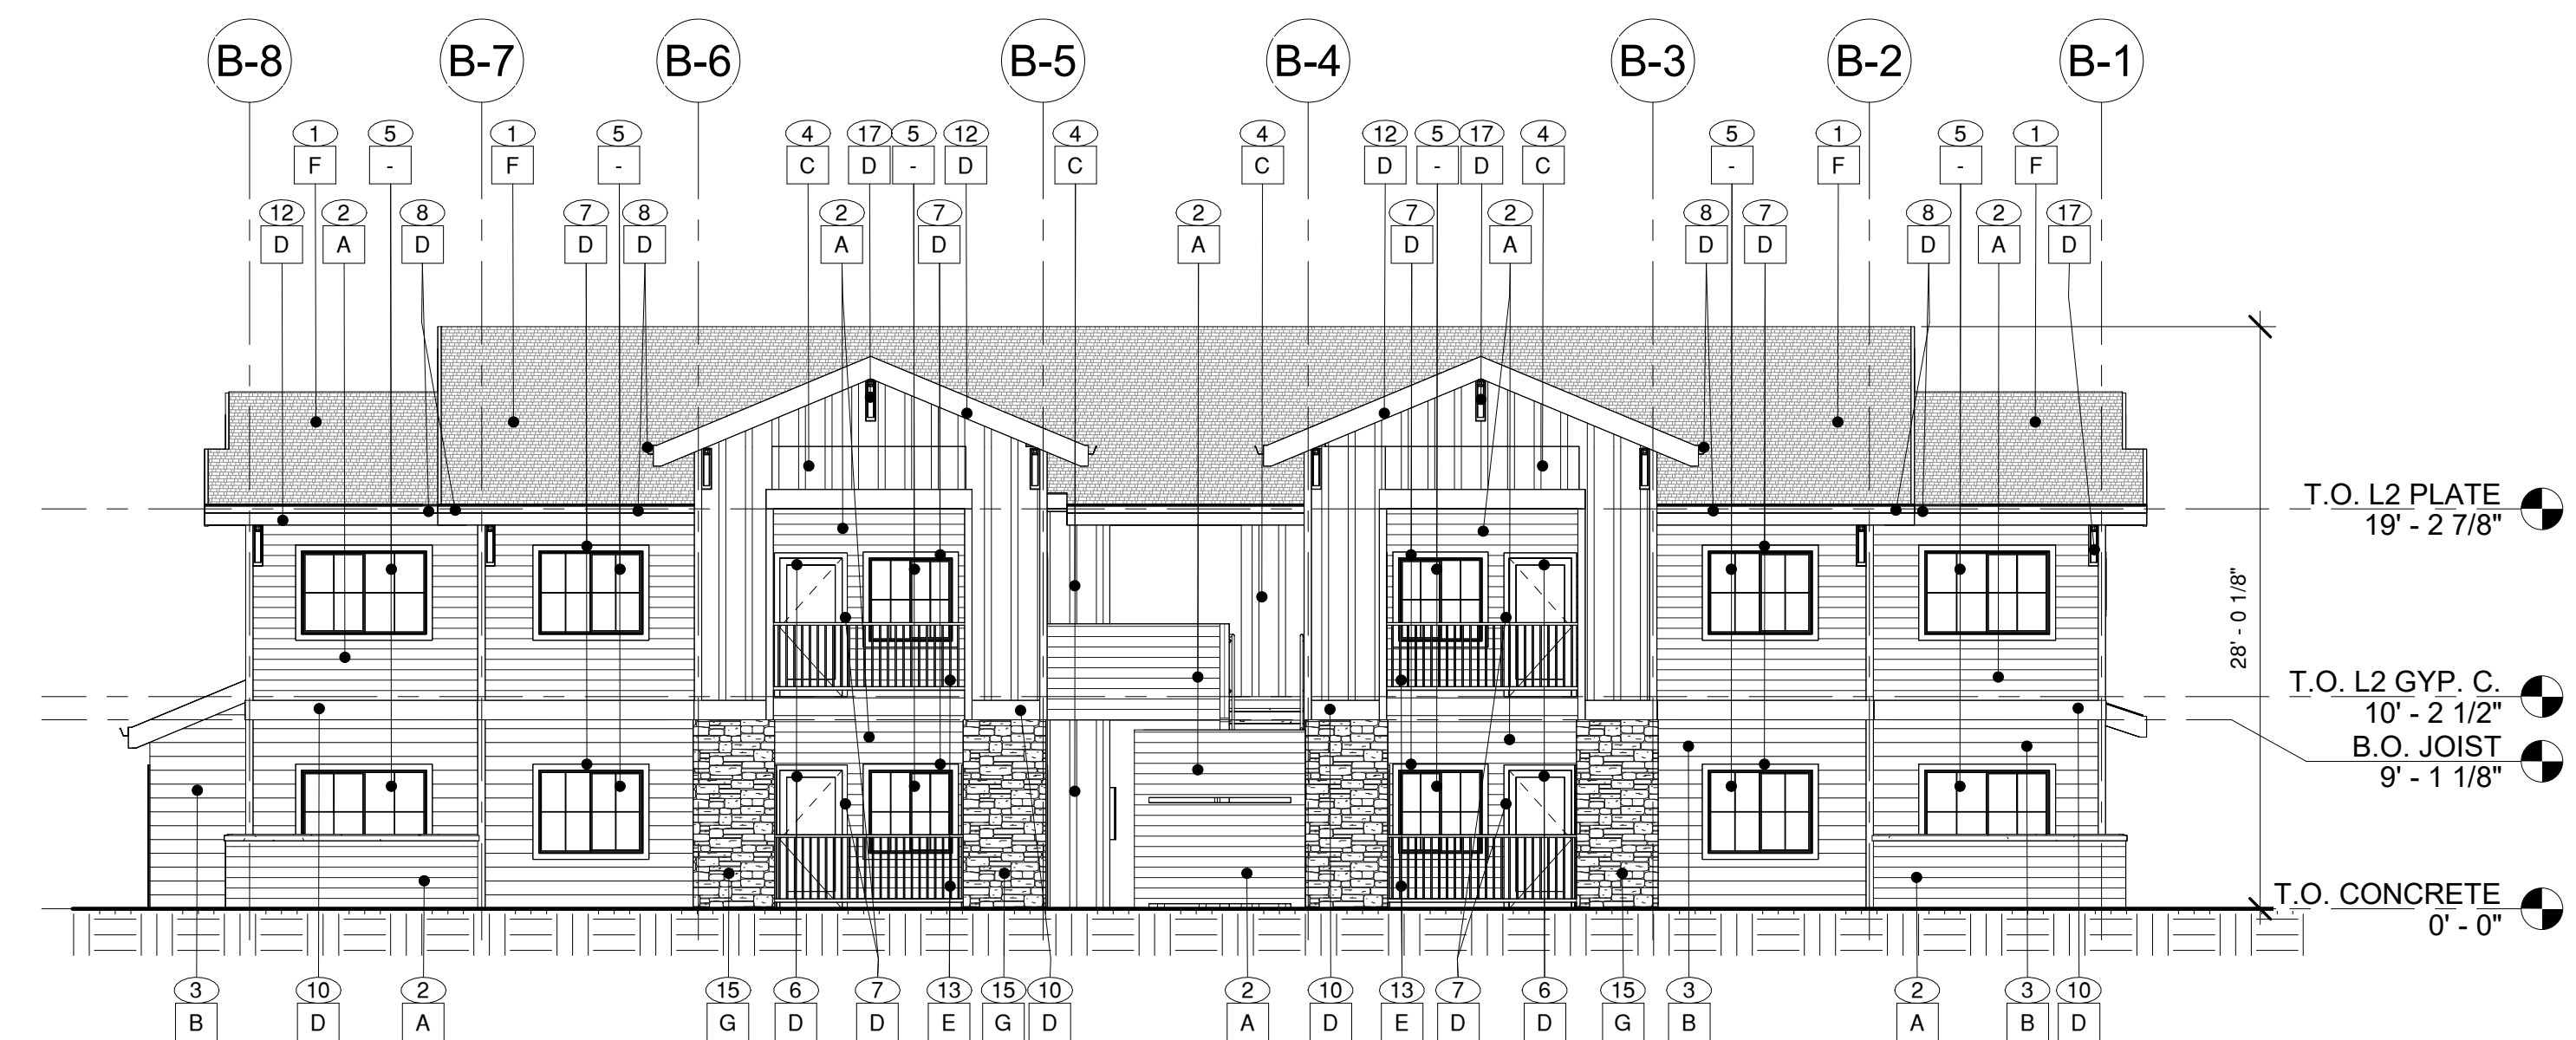 B-8 B-7 B-6 B-5 B-4 B-3 B-2 B-1
1 5 1 5 4 17 5 12 4 4 12 5 17 4 5 1 5 1
F - F - C D - D C C D - D C - F - F
12 2 8 7 8 2 7 2 7 2 8 7 8 2 17
D A D D D A D A D A D D D A D
T.O. L2 PLATE
19' - 2 7/8"
28' - 0 1/8"
T.O. L2 GYP. C.
10' - 2 1/2"
B.O. JOIST
9' - 1 1/8"
T.O. CONCRETE
0' - 0"
3 10 2 15 6 7 13 15 10 2 10 13 7 6 15 3 2 3 10
B D A G D D E G D A D E D D G B A B D